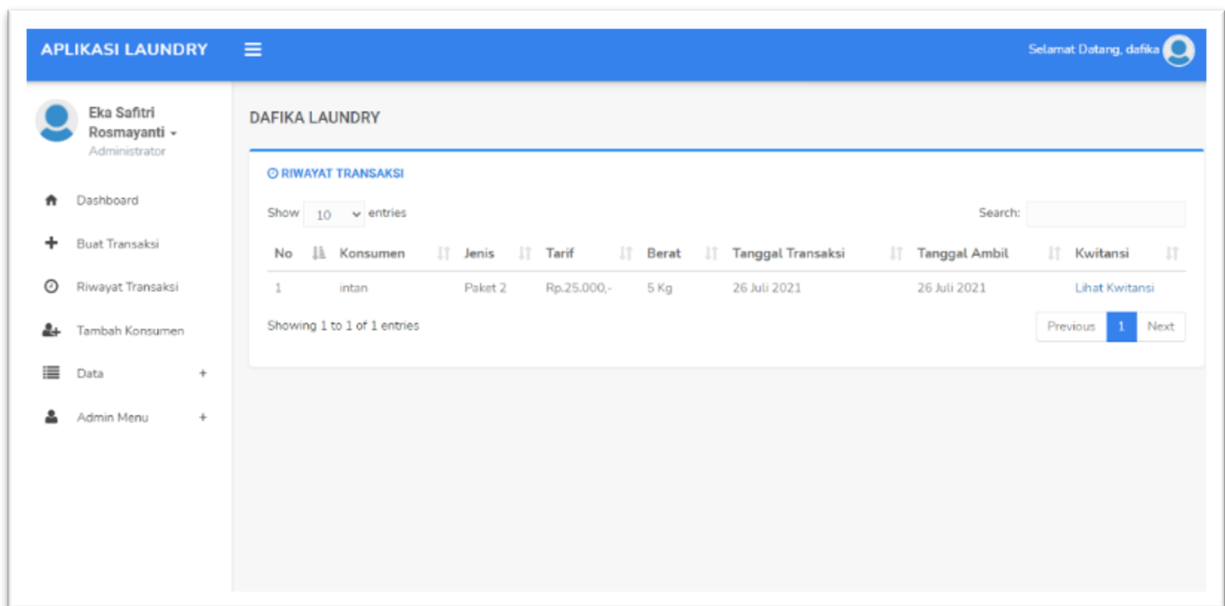 APLIKASI LAUNDRY
Selamat Datang, dafika
Eka Safitri
Rosmayanti
Administrator
Dashboard
Buat Transaksi
Riwayat Transaksi
Tambah Konsumen
Data +
Admin Menu +
DAFIKA LAUNDRY
RIWAYAT TRANSAKSI
Show 10 entries Search:
No Konsumen Jenis Tarif Berat Tanggal Transaksi Tanggal Ambil Kwitansi
1 intan Paket 2 Rp.25.000,- 5 Kg 26 Juli 2021 26 Juli 2021 Lihat Kwitansi
Showing 1 to 1 of 1 entries Previous 1 Next